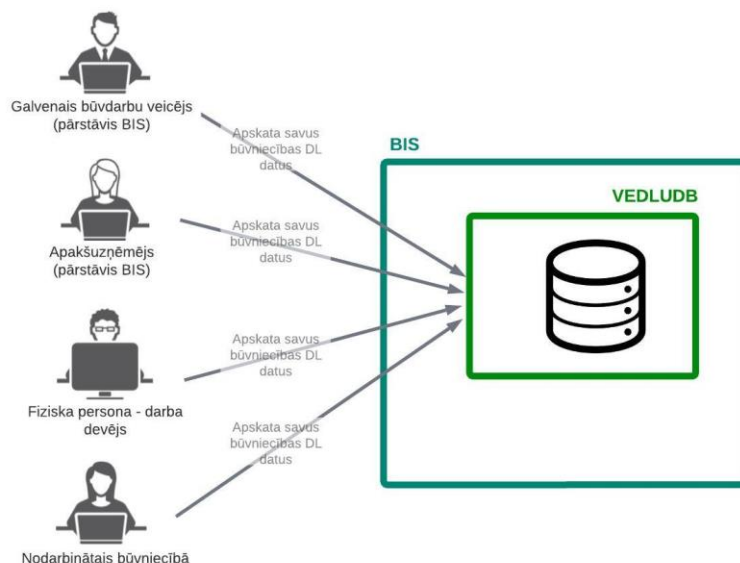 Galvenais būvdarbu veicējs
(pārstāvis BIS)
Apskata savus
būvniecības DL
datus
BIS
VEDLUDB
Apakšuzņēmējs
(pārstāvis BIS)
Apskata savus
būvniecības DL
datus
Fiziska persona - darba
devējs
Apskata savus
būvniecības DL
datus
Nodarbinātais būvniecībā
Apskata savus
būvniecības DL
datus